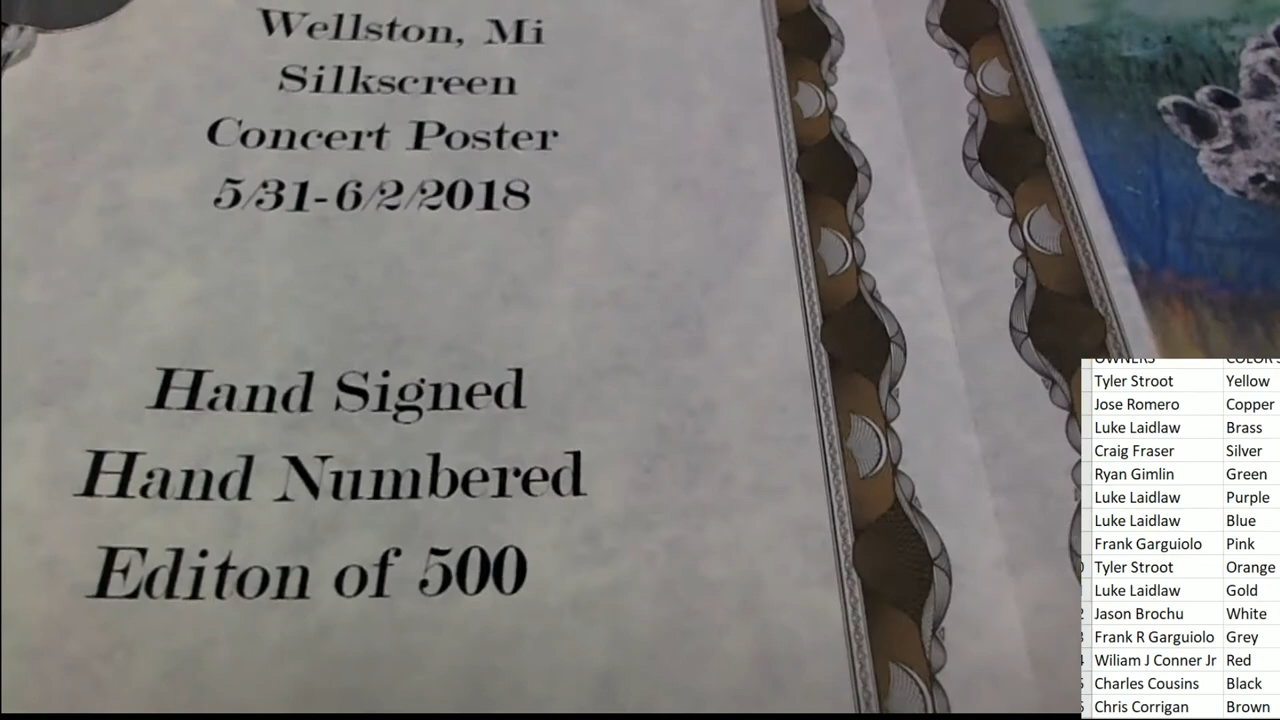 Wellston, Mi
Silkscreen
Concert Poster
5/31-6/2/2018
Hand Signed
Hand Numbered
Editon of 500
OWNERS COLOR
Tyler Stroot Yellow
Jose Romero Copper
Luke Laidlaw Brass
Craig Fraser Silver
Ryan Gimlin Green
Luke Laidlaw Purple
Luke Laidlaw Blue
Frank Garguiolo Pink
Tyler Stroot Orange
Luke Laidlaw Gold
Jason Brochu White
Frank R Garguiolo Grey
Wiliam J Conner Jr Red
Charles Cousins Black
Chris Corrigan Brown